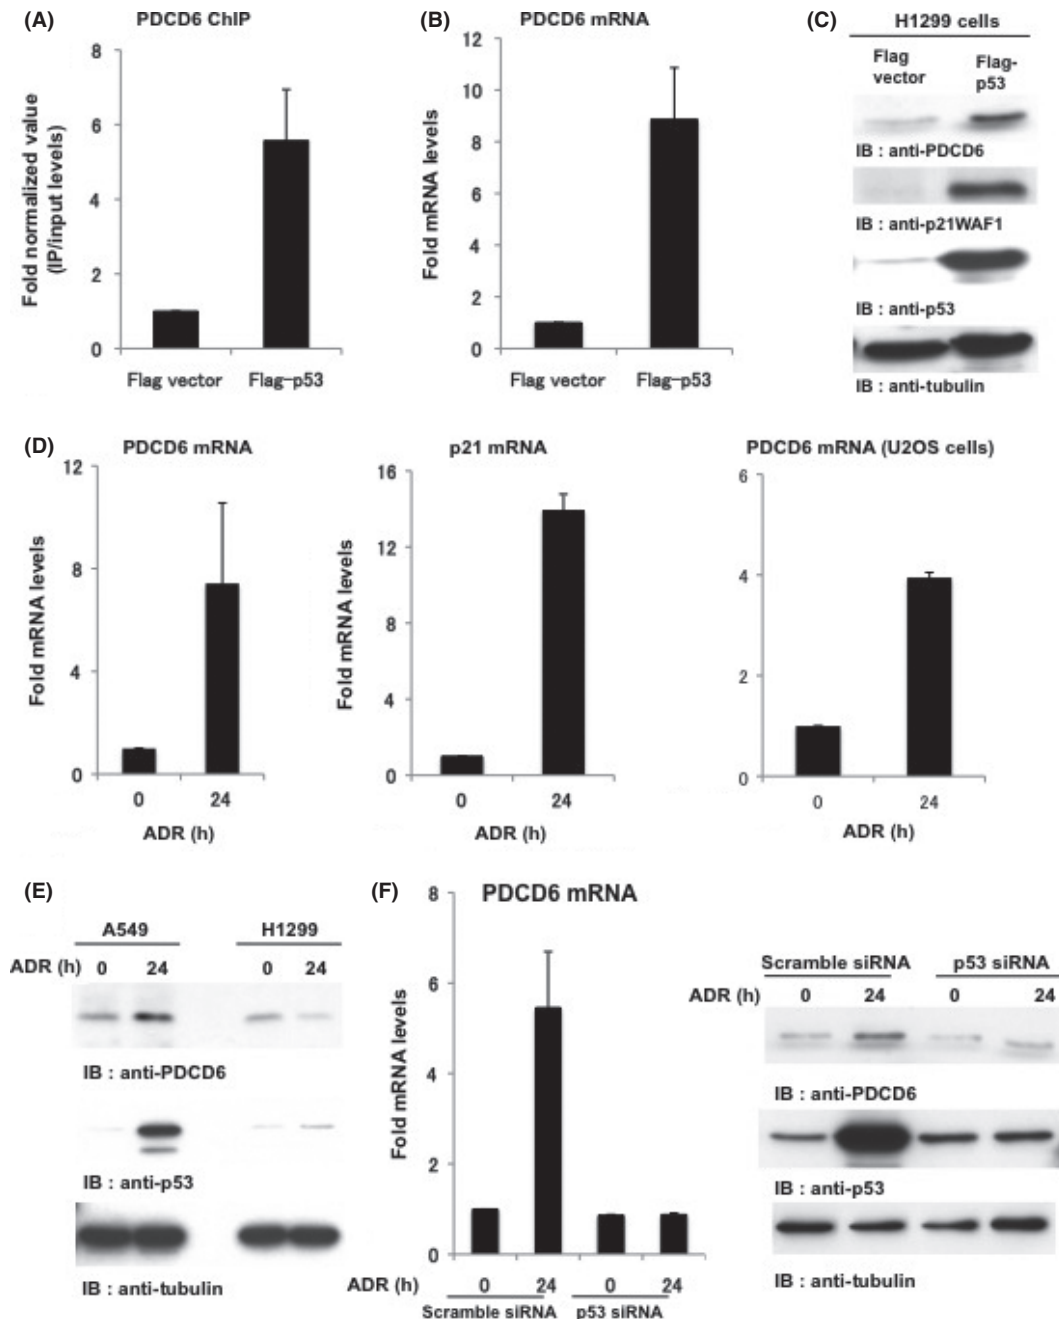 (A)
PDCD6 ChIP
Fold normalized value
(IP/input levels)
8
6
4
2
0
Flag vector Flag-p53
(B)
PDCD6 mRNA
Fold mRNA levels
12
10
8
6
4
2
0
Flag vector Flag-p53
(C)
H1299 cells
Flag
vector
Flag-
p53
IB : anti-PDCD6
IB : anti-p21WAF1
IB : anti-p53
IB : anti-tubulin
(D)
PDCD6 mRNA
Fold mRNA levels
12
8
4
0
0 24
ADR (h)
p21 mRNA
Fold mRNA levels
16
12
8
4
0
0 24
ADR (h)
PDCD6 mRNA (U2OS cells)
Fold mRNA levels
6
4
2
0
0 24
ADR (h)
(E)
A549 H1299
ADR (h) 0 24 0 24
IB : anti-PDCD6
IB : anti-p53
IB : anti-tubulin
(F)
PDCD6 mRNA
Fold mRNA levels
8
6
4
2
0
ADR (h) 0 24 0 24
Scramble siRNA p53 siRNA
Scramble siRNA p53 siRNA
ADR (h) 0 24 0 24
IB : anti-PDCD6
IB : anti-p53
IB : anti-tubulin